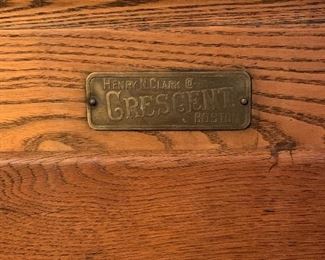 HENRY N. CLARK Co
CRESCENT
BOSTON